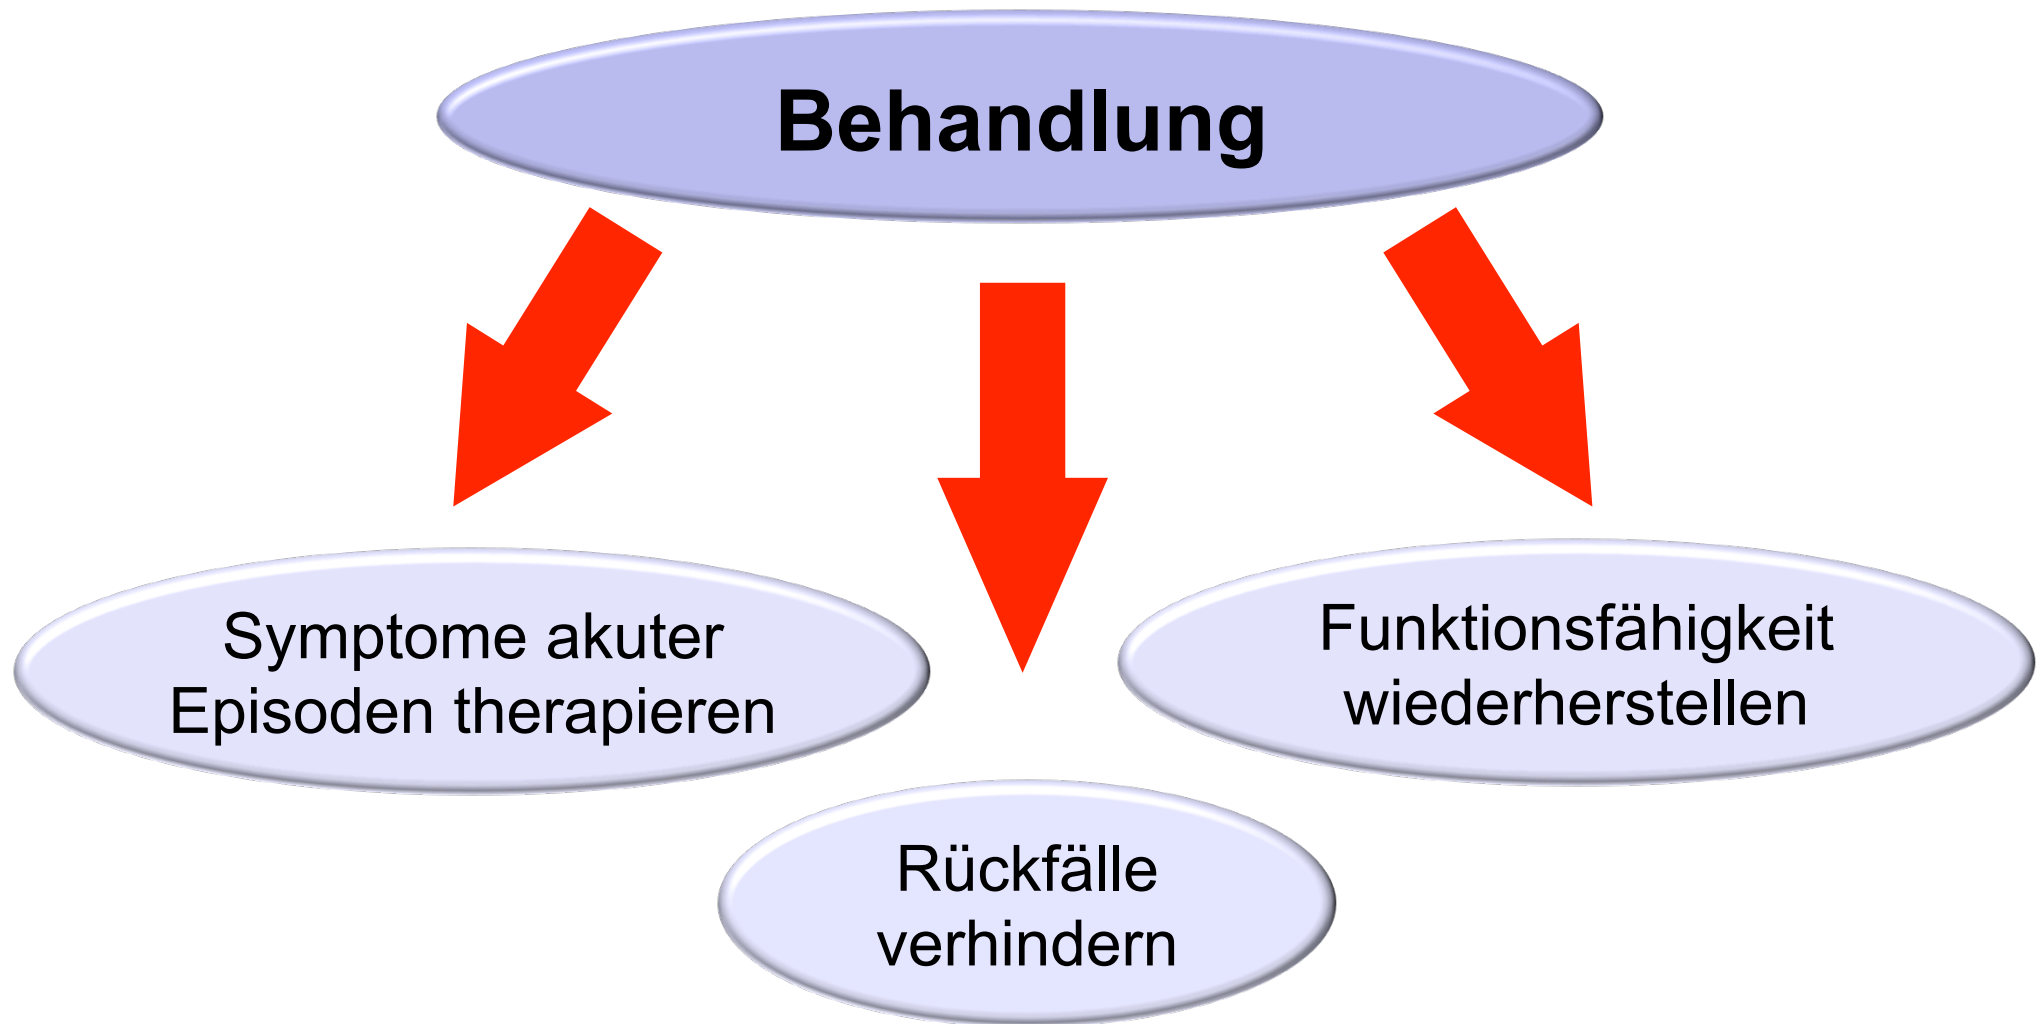 Behandlung
Symptome akuter
Episoden therapieren
Funktionsfähigkeit
wiederherstellen
Rückfälle
verhindern